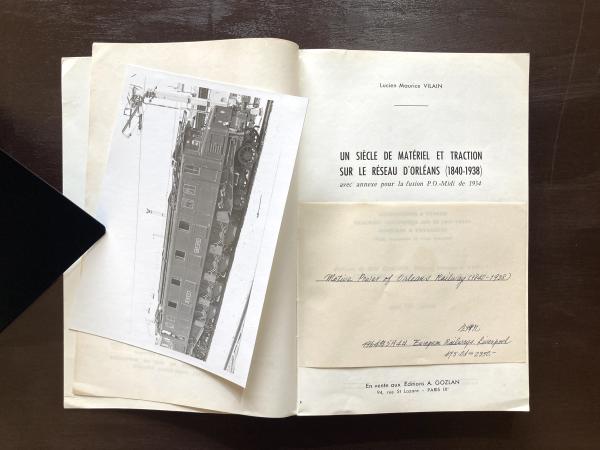 Lucien Maurice VILAIN
UN SIÈCLE DE MATÉRIEL ET TRACTION
SUR LE RÉSEAU D'ORLÉANS (1840-1938)
avec annexe pour la fusion P.O.-Midi de 1934
Motive Power of Orleans Railway (1840-1938)
European Railways, Liverpool
En vente aux Editions A. GOZLAN
94, rue St Lazare - PARIS IXᵉ